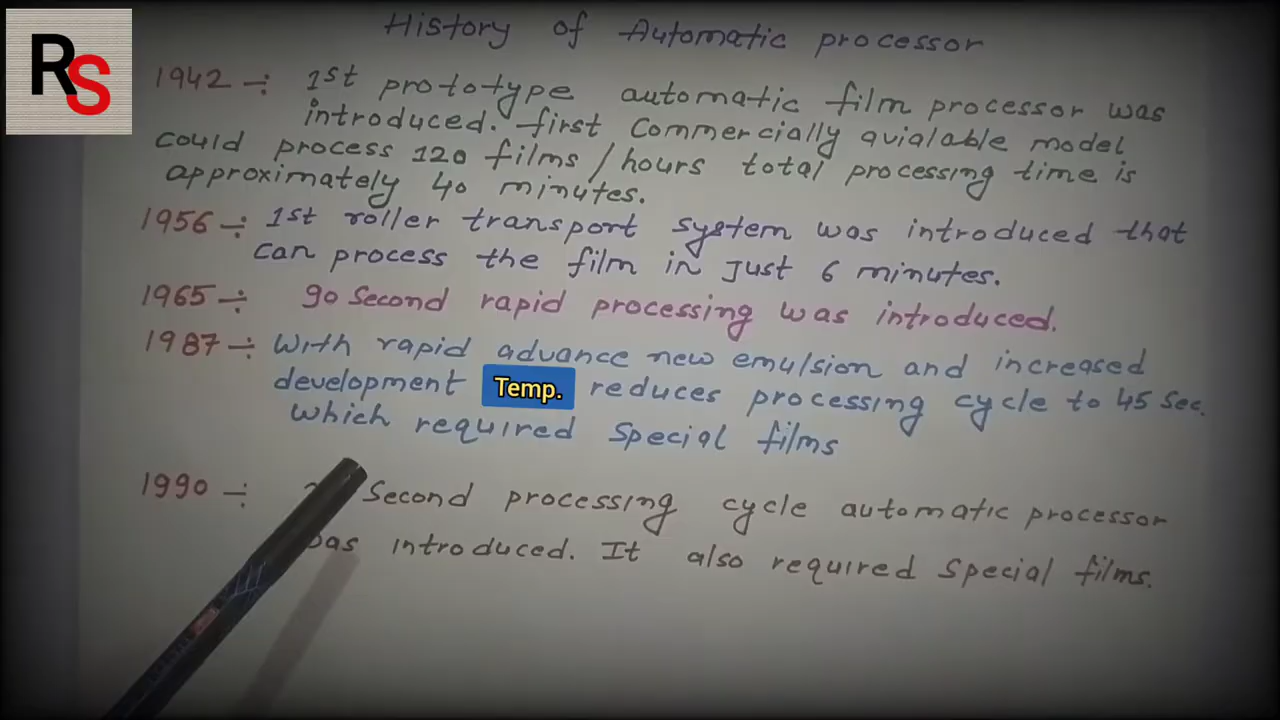 RS
History of Automatic processor
1942 ÷ 1st prototype automatic film processor was
introduced. first Commercially avialable model
could process 120 films / hours total processing time is
approximately 40 minutes.
1956 ÷ 1st roller transport system was introduced that
can process the film in Just 6 minutes.
1965 ÷ 90 Second rapid processing was introduced.
1987 ÷ With rapid advance new emulsion and increased
development Temp. reduces processing cycle to 45 Sec.
Which required Special films
1990 ÷ Second processing cycle automatic processor
introduced. It also required Special films.